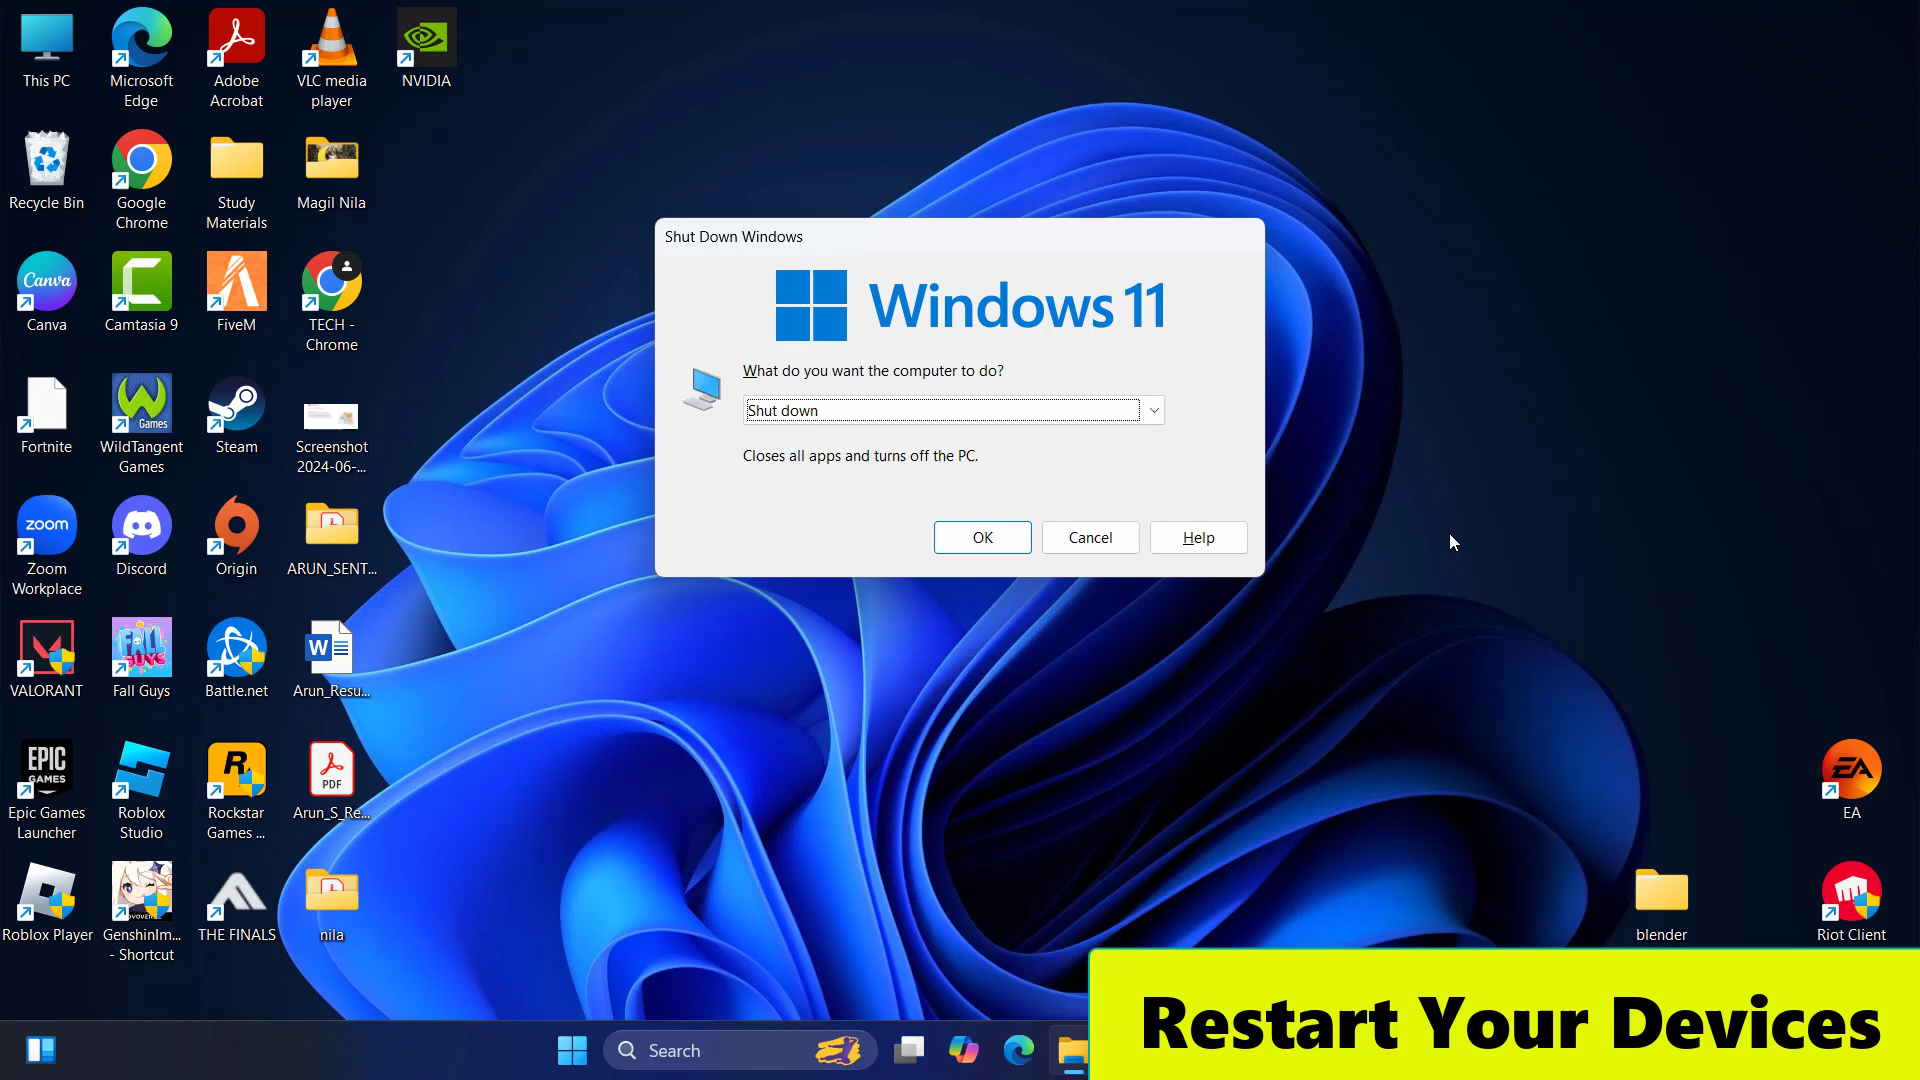 This PC
Microsoft
Edge
Adobe
Acrobat
VLC media
player
NVIDIA
Recycle Bin
Google
Chrome
Study
Materials
Magil Nila
Canva
Canva
Camtasia 9
FiveM
TECH -
Chrome
Fortnite
Games
WildTangent
Games
Steam
Screenshot
2024-06-...
zoom
Zoom
Workplace
Discord
Origin
ARUN_SENT...
VALORANT
FALL
GUYS
Fall Guys
Battle.net
W
Arun_Resu...
EPIC
GAMES
Epic Games
Launcher
Roblox
Studio
R
Rockstar
Games ...
PDF
Arun_S_Re...
Roblox Player
GenshinIm...
- Shortcut
THE FINALS
nila
Shut Down Windows
Windows 11
What do you want the computer to do?
Shut down
Closes all apps and turns off the PC.
OK
Cancel
Help
EA
EA
blender
Riot Client
Search
Restart Your Devices